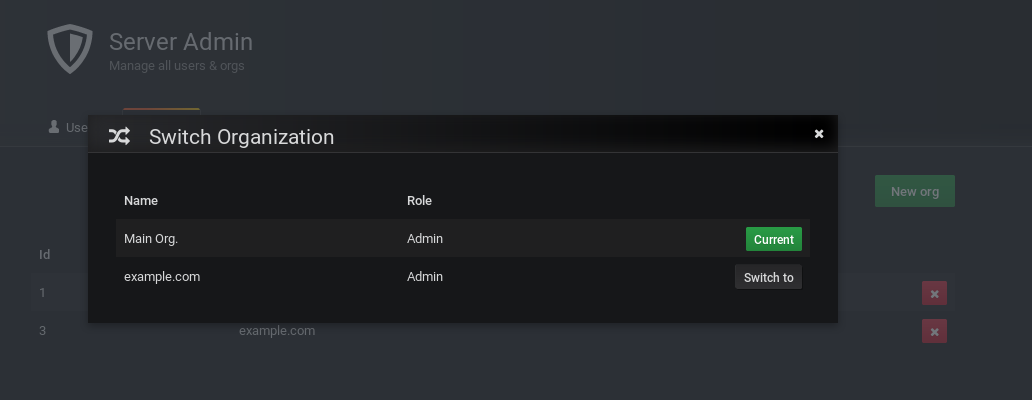 Server Admin
Manage all users & orgs
Use
Switch Organization
New org
Name Role
Main Org. Admin Current
Id
example.com Admin Switch to
1
3 example.com